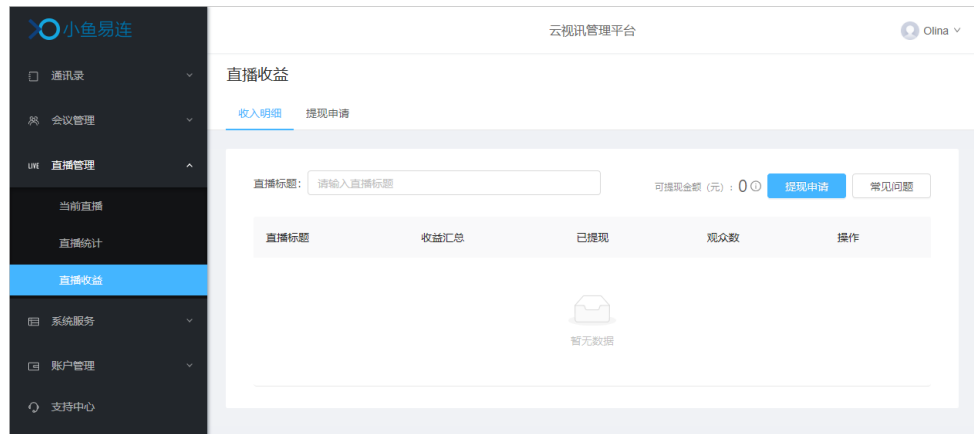 小鱼易连
云视讯管理平台
Olina
通讯录
会议管理
LIVE 直播管理
当前直播
直播统计
直播收益
系统服务
账户管理
支持中心
直播收益
收入明细 提现申请
直播标题： 请输入直播标题 可提现金额（元）: 0 提现申请 常见问题
直播标题 收益汇总 已提现 观众数 操作
暂无数据